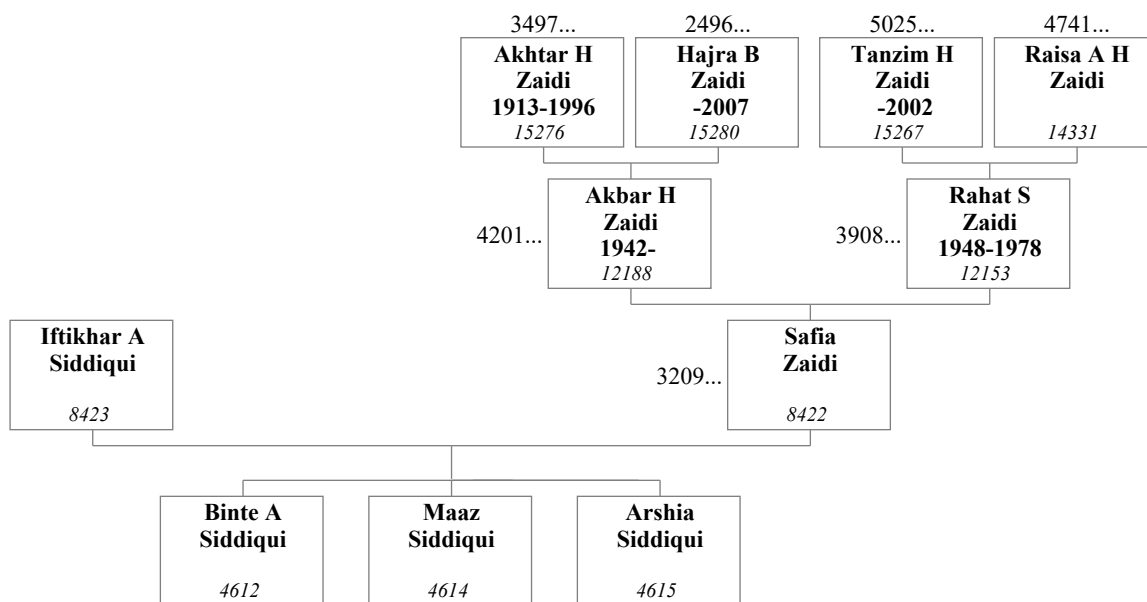 3497...
Akhtar H
Zaidi
1913-1996
15276
2496...
Hajra B
Zaidi
-2007
15280
5025...
Tanzim H
Zaidi
-2002
15267
4741...
Raisa A H
Zaidi
14331
4201...
Akbar H
Zaidi
1942-
12188
3908...
Rahat S
Zaidi
1948-1978
12153
Iftikhar A
Siddiqui
8423
3209...
Safia
Zaidi
8422
Binte A
Siddiqui
4612
Maaz
Siddiqui
4614
Arshia
Siddiqui
4615